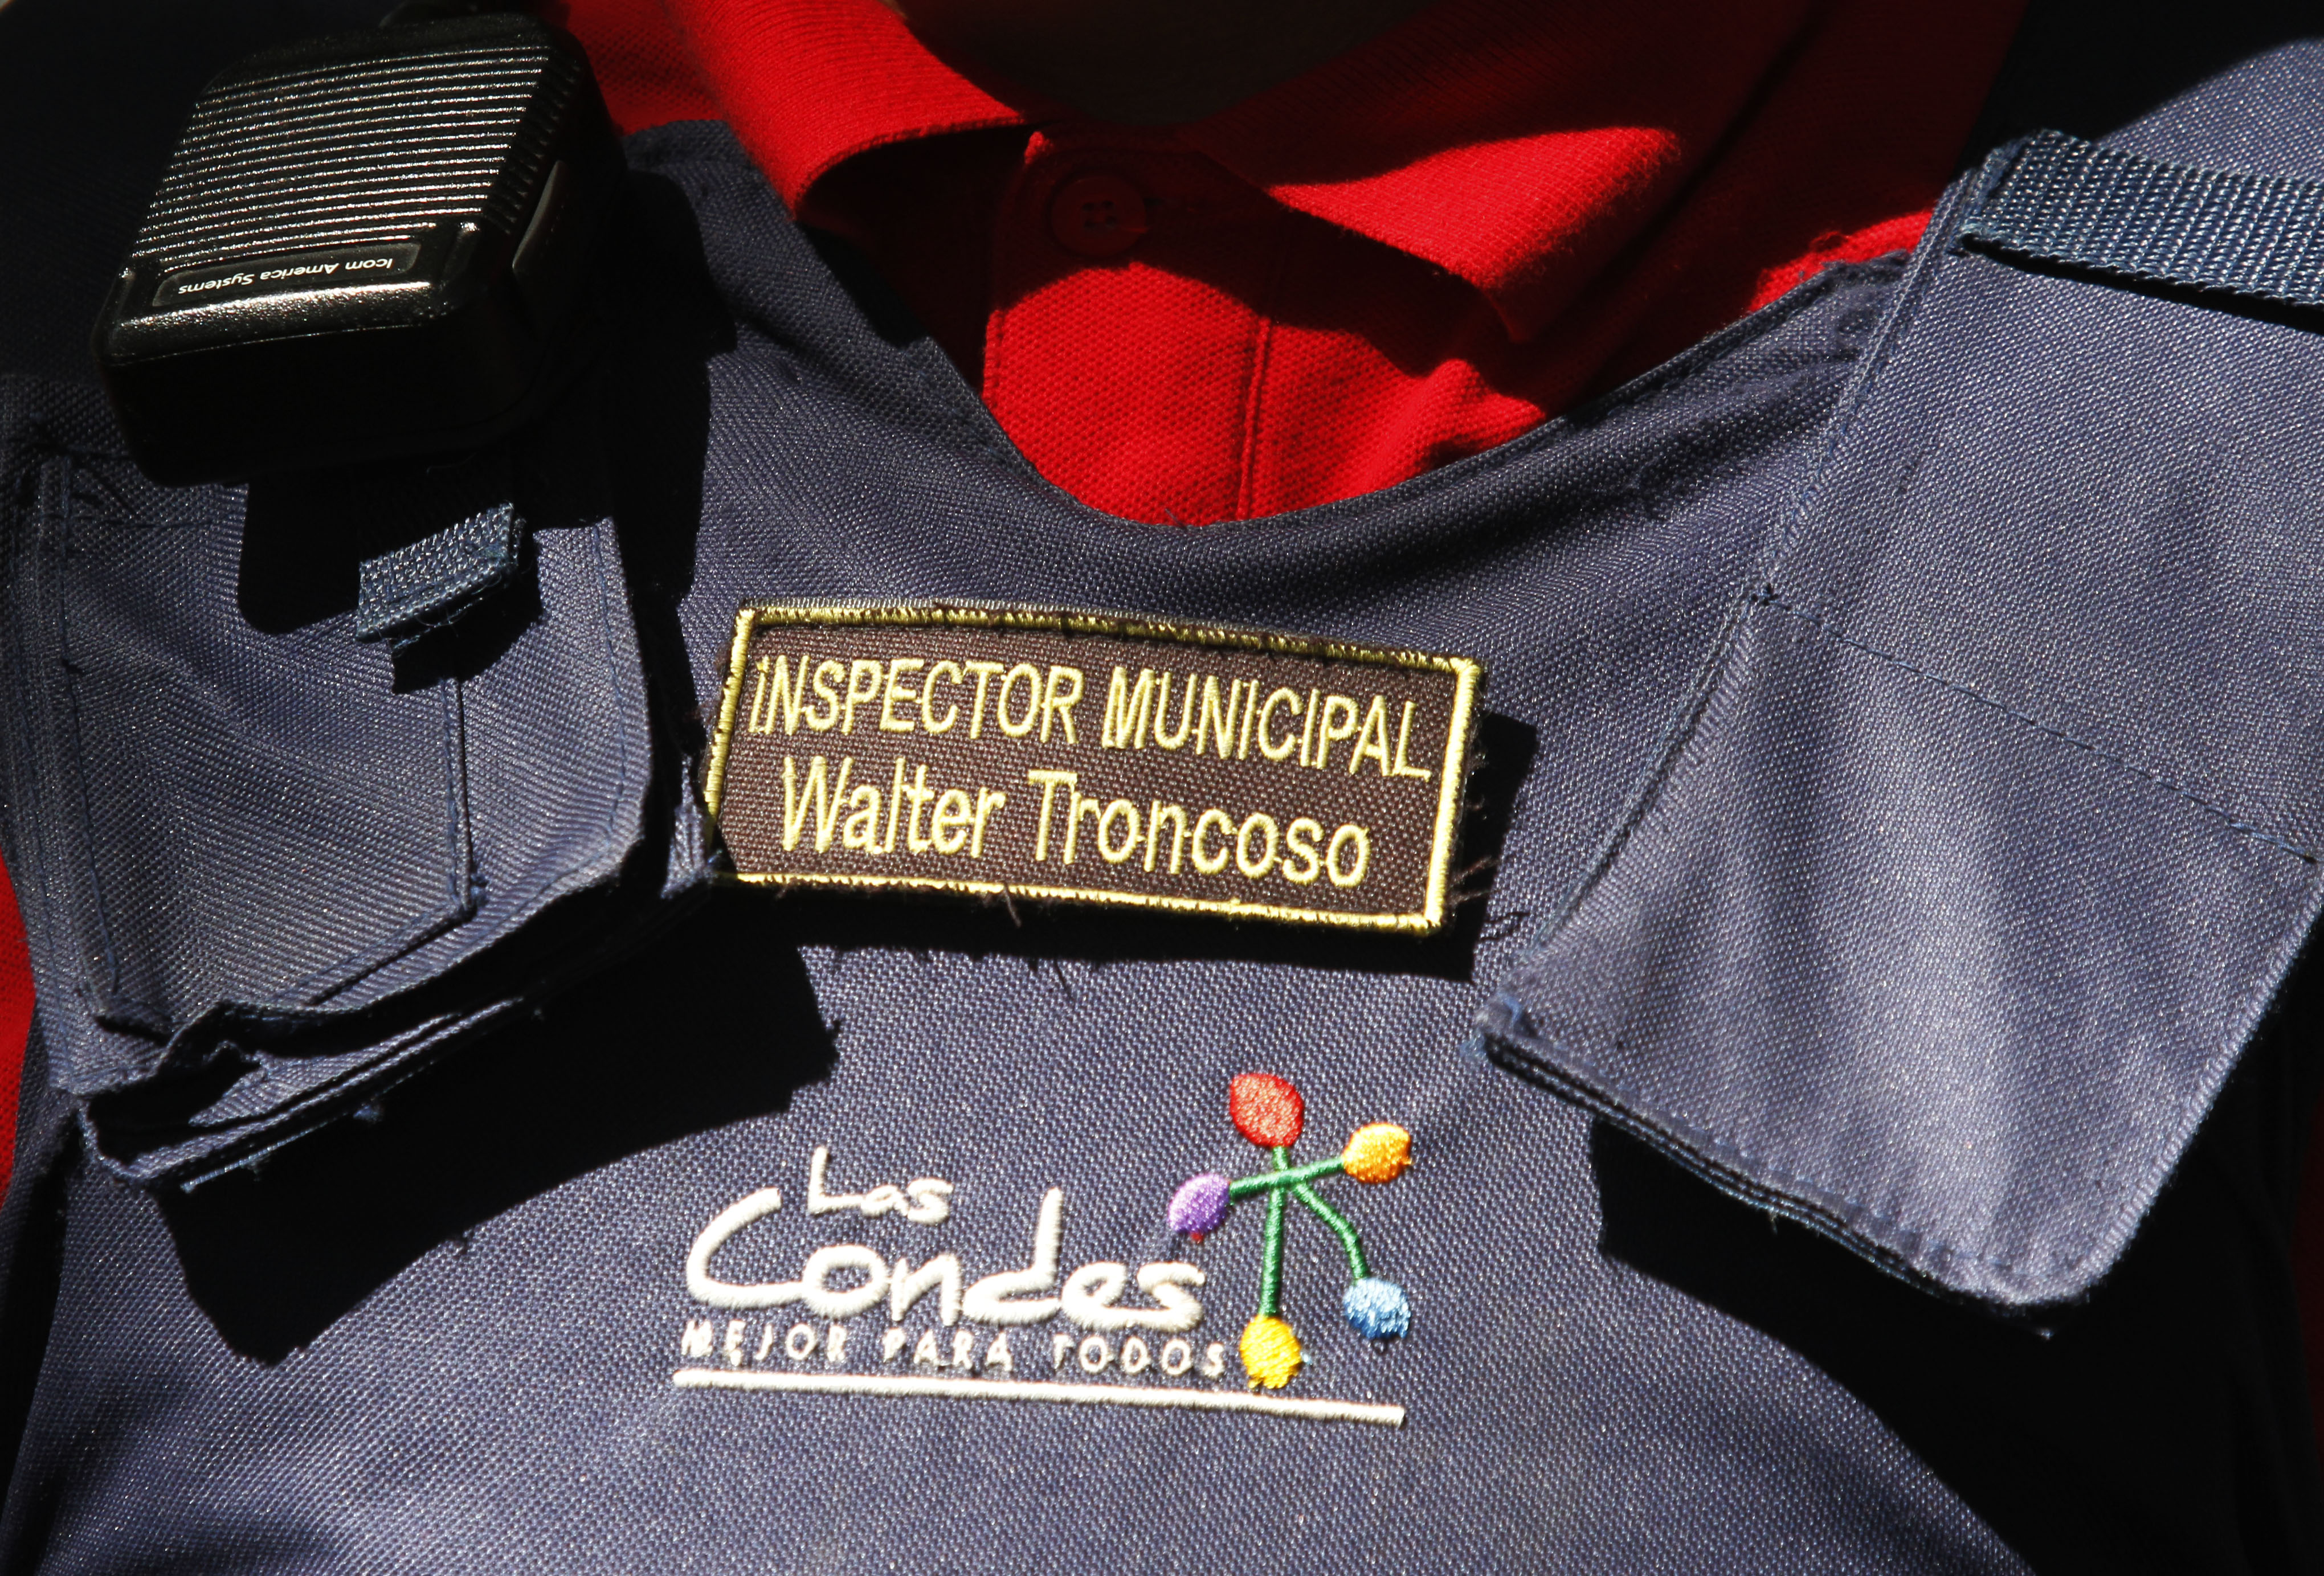 Icom America Systems
INSPECTOR MUNICIPAL
Walter Troncoso
Las
Condes
MEJOR PARA TODOS